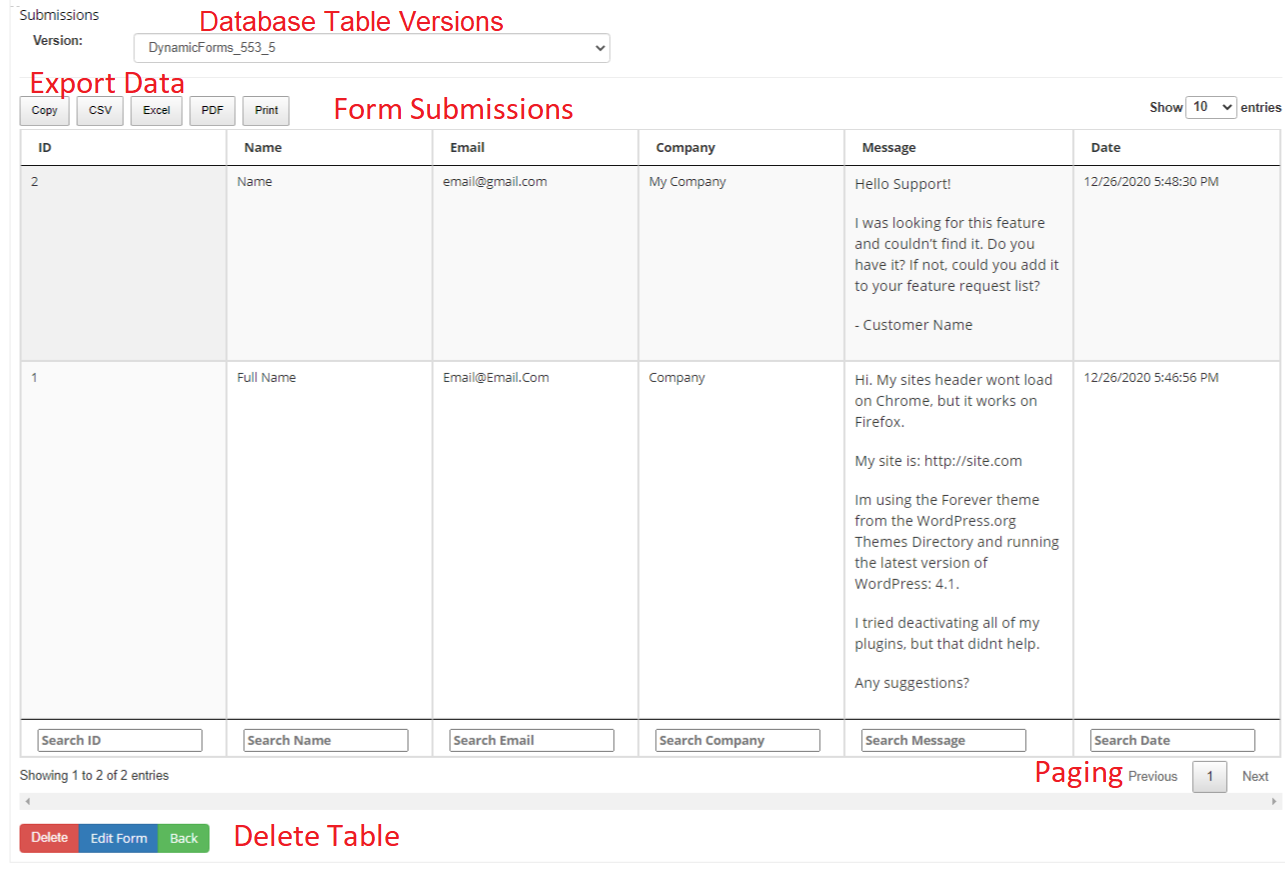 Submissions
Database Table Versions
Version:
DynamicForms_553_5
Export Data
Copy CSV Excel PDF Print
Form Submissions
Show 10 entries
ID Name Email Company Message Date
2 Name email@gmail.com My Company Hello Support! 12/26/2020 5:48:30 PM
I was looking for this feature
and couldn't find it. Do you
have it? If not, could you add it
to your feature request list?
- Customer Name
1 Full Name Email@Email.Com Company Hi. My sites header wont load 12/26/2020 5:46:56 PM
on Chrome, but it works on
Firefox.
My site is: http://site.com
Im using the Forever theme
from the WordPress.org
Themes Directory and running
the latest version of
WordPress: 4.1.
I tried deactivating all of my
plugins, but that didnt help.
Any suggestions?
Search ID Search Name Search Email Search Company Search Message Search Date
Showing 1 to 2 of 2 entries
Paging Previous 1 Next
Delete Edit Form Back
Delete Table